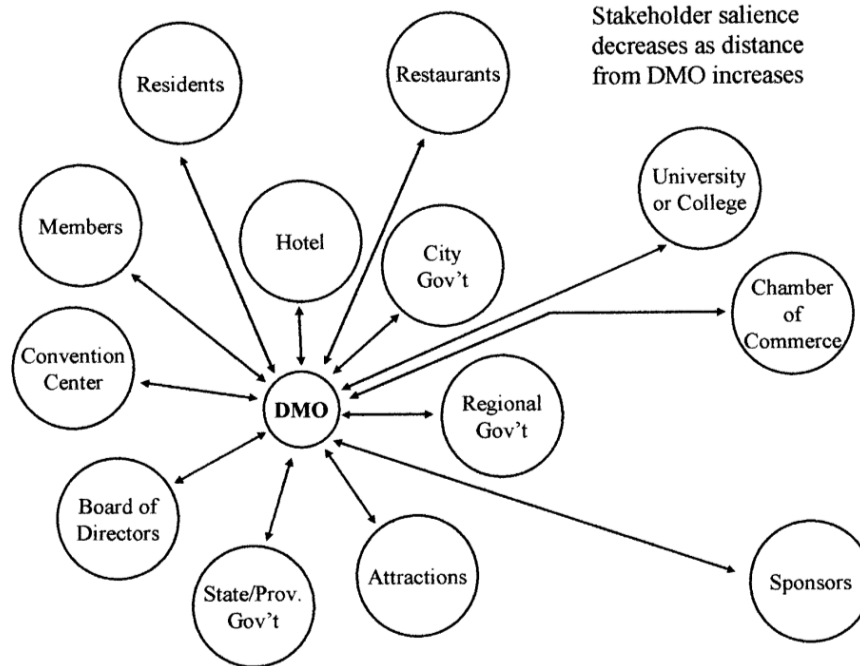 Stakeholder salience
decreases as distance
from DMO increases
Residents
Restaurants
University
or College
Members
Hotel
City
Gov't
Chamber
of
Commerce
Convention
Center
DMO
Regional
Gov't
Board of
Directors
State/Prov.
Gov't
Attractions
Sponsors